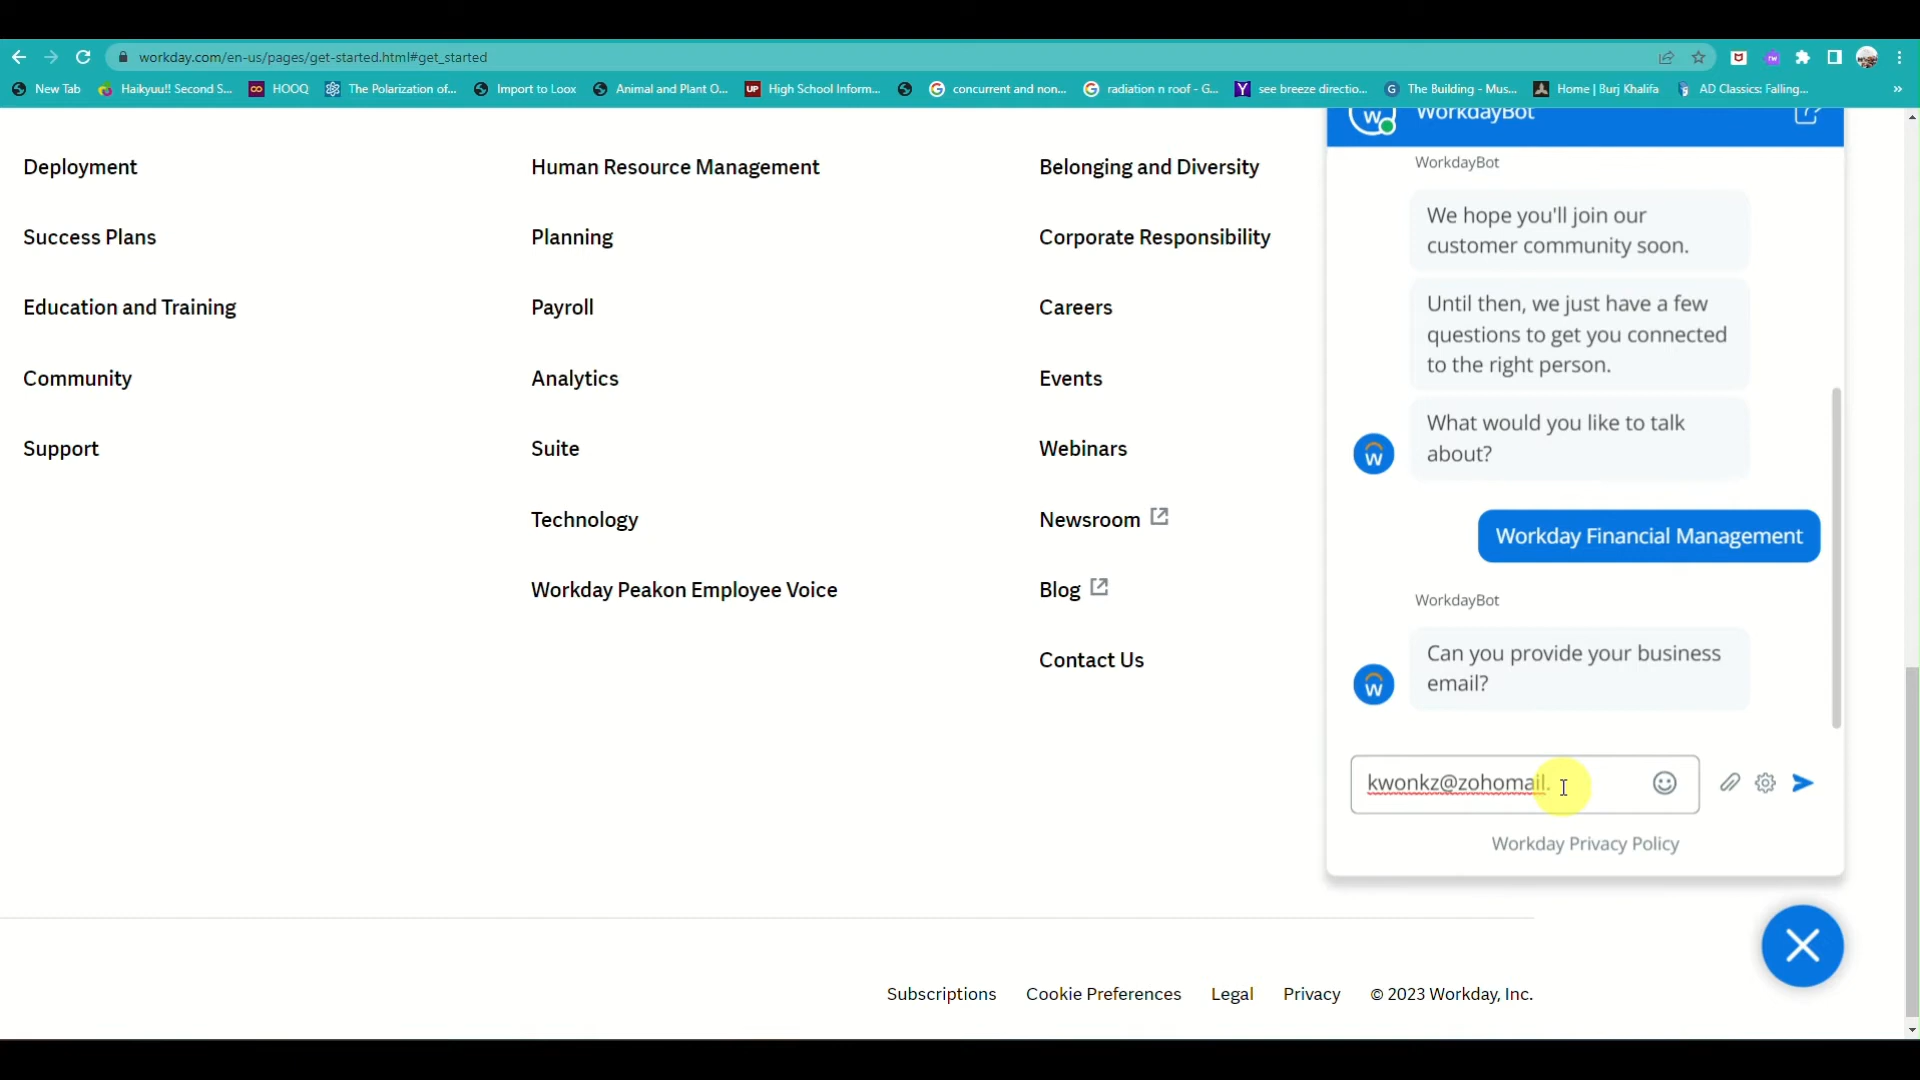 workday.com/en-us/pages/get-started.html#get_started
New Tab
Haikyuu!! Second S...
HOOQ
The Polarization of...
Import to Loox
Animal and Plant O...
High School Inform...
concurrent and non...
radiation n roof - G...
see breeze directio...
The Building - Mus...
Home | Burj Khalifa
AD Classics: Falling...
»
Deployment
Success Plans
Education and Training
Community
Support
Human Resource Management
Planning
Payroll
Analytics
Suite
Technology
Workday Peakon Employee Voice
Belonging and Diversity
Corporate Responsibility
Careers
Events
Webinars
Newsroom
Blog
Contact Us
WorkdayBot
WorkdayBot
We hope you'll join our
customer community soon.
Until then, we just have a few
questions to get you connected
to the right person.
What would you like to talk
about?
Workday Financial Management
WorkdayBot
Can you provide your business
email?
kwonkz@zohomail.
Workday Privacy Policy
Subscriptions
Cookie Preferences
Legal
Privacy
© 2023 Workday, Inc.